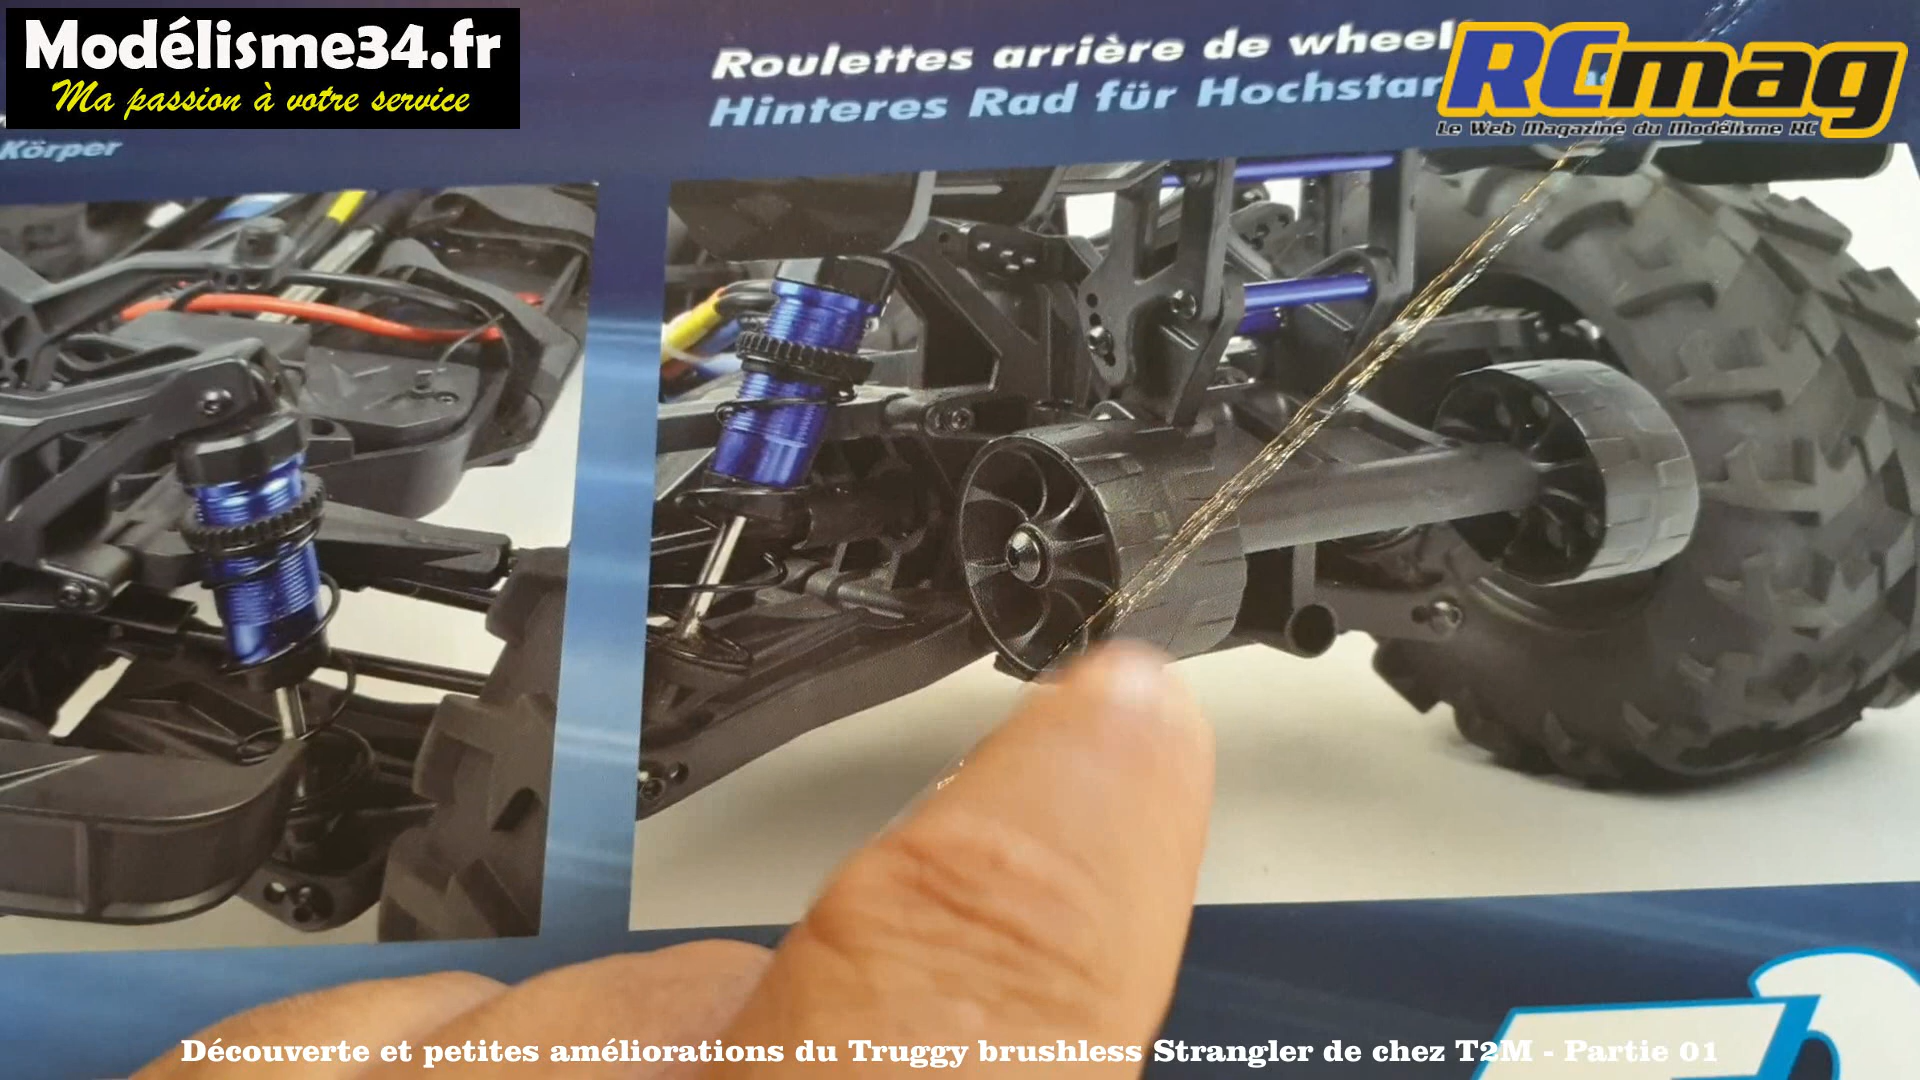 Modélisme34.fr
Ma passion à votre service
Körper
Roulettes arrière de wheel
Hinteres Rad für Hochstar
RCmag
Le Web Magazine du Modélisme RC
Découverte et petites améliorations du Truggy brushless Strangler de chez T2M - Partie 01